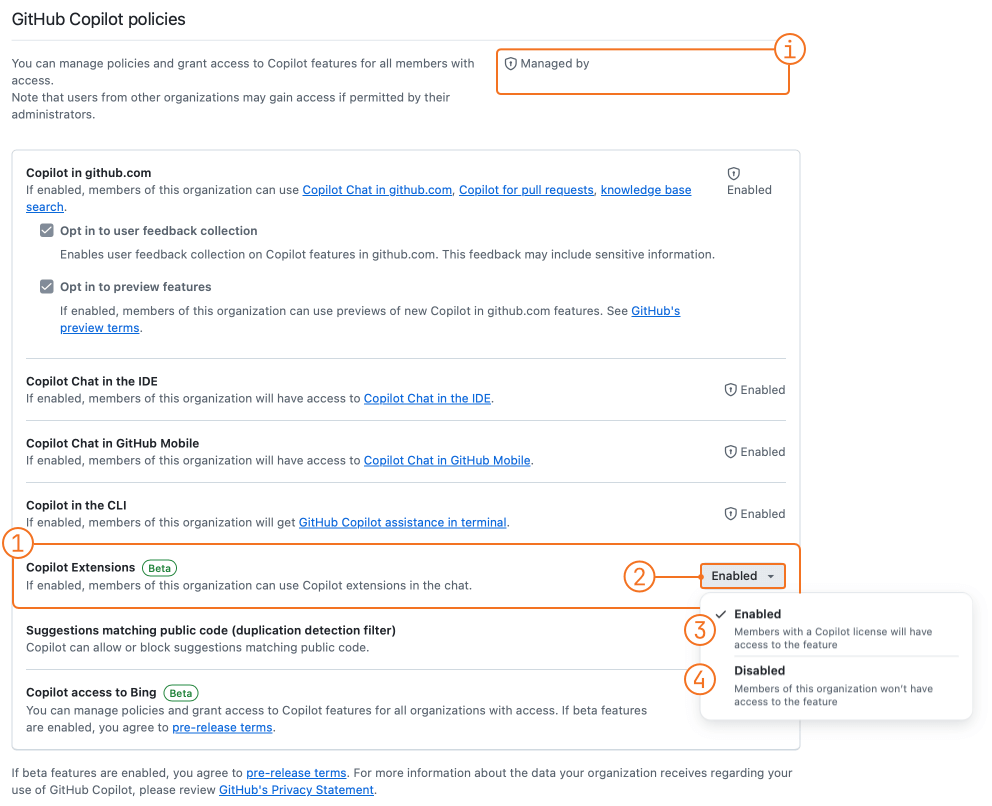 GitHub Copilot policies
You can manage policies and grant access to Copilot features for all members with
access.
Note that users from other organizations may gain access if permitted by their
administrators.
i
Managed by
Copilot in github.com
If enabled, members of this organization can use Copilot Chat in github.com, Copilot for pull requests, knowledge base
search.
Enabled
Opt in to user feedback collection
Enables user feedback collection on Copilot features in github.com. This feedback may include sensitive information.
Opt in to preview features
If enabled, members of this organization can use previews of new Copilot in github.com features. See GitHub's
preview terms.
Copilot Chat in the IDE
If enabled, members of this organization will have access to Copilot Chat in the IDE.
Enabled
Copilot Chat in GitHub Mobile
If enabled, members of this organization will have access to Copilot Chat in GitHub Mobile.
Enabled
Copilot in the CLI
If enabled, members of this organization will get GitHub Copilot assistance in terminal.
Enabled
1
Copilot Extensions Beta
If enabled, members of this organization can use Copilot extensions in the chat.
2
Enabled
3
Enabled
Members with a Copilot license will have
access to the feature
4
Disabled
Members of this organization won't have
access to the feature
Suggestions matching public code (duplication detection filter)
Copilot can allow or block suggestions matching public code.
Copilot access to Bing Beta
You can manage policies and grant access to Copilot features for all organizations with access. If beta features
are enabled, you agree to pre-release terms.
If beta features are enabled, you agree to pre-release terms. For more information about the data your organization receives regarding your
use of GitHub Copilot, please review GitHub's Privacy Statement.